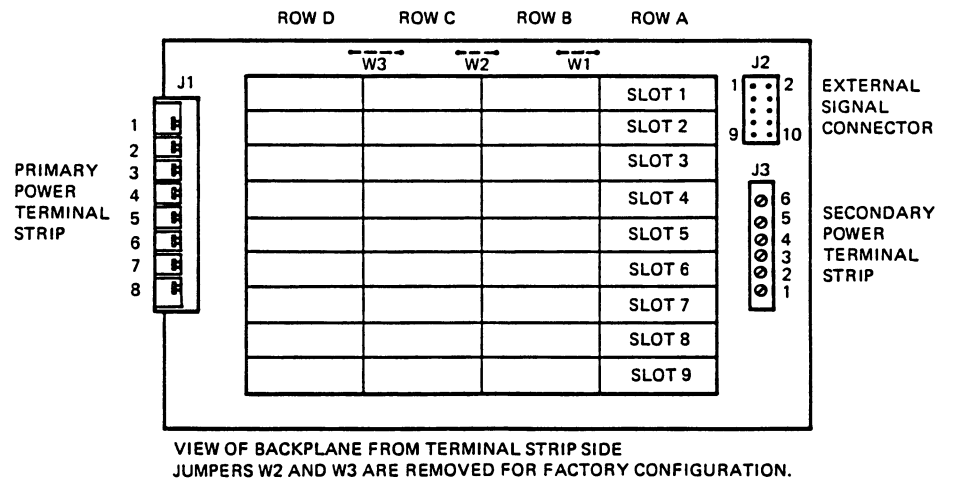 ROW D ROW C ROW B ROW A
W3 W2 W1
J1
J2
1 2
9 10
EXTERNAL
SIGNAL
CONNECTOR
SLOT 1
SLOT 2
SLOT 3
SLOT 4
SLOT 5
SLOT 6
SLOT 7
SLOT 8
SLOT 9
PRIMARY
POWER
TERMINAL
STRIP
1
2
3
4
5
6
7
8
J3
6
5
4
3
2
1
SECONDARY
POWER
TERMINAL
STRIP
VIEW OF BACKPLANE FROM TERMINAL STRIP SIDE
JUMPERS W2 AND W3 ARE REMOVED FOR FACTORY CONFIGURATION.